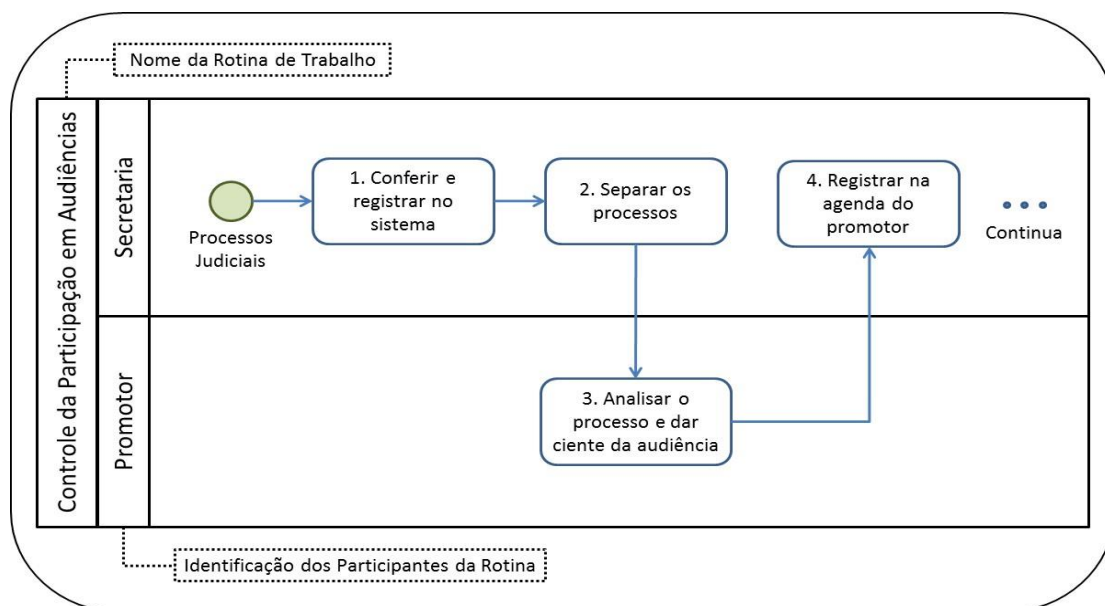 Nome da Rotina de Trabalho
Controle da Participação em Audiências
Secretaria
Processos
Judiciais
1. Conferir e
registrar no
sistema
2. Separar os
processos
4. Registrar na
agenda do
promotor
Continua
Promotor
3. Analisar o
processo e dar
ciente da audiência
Identificação dos Participantes da Rotina